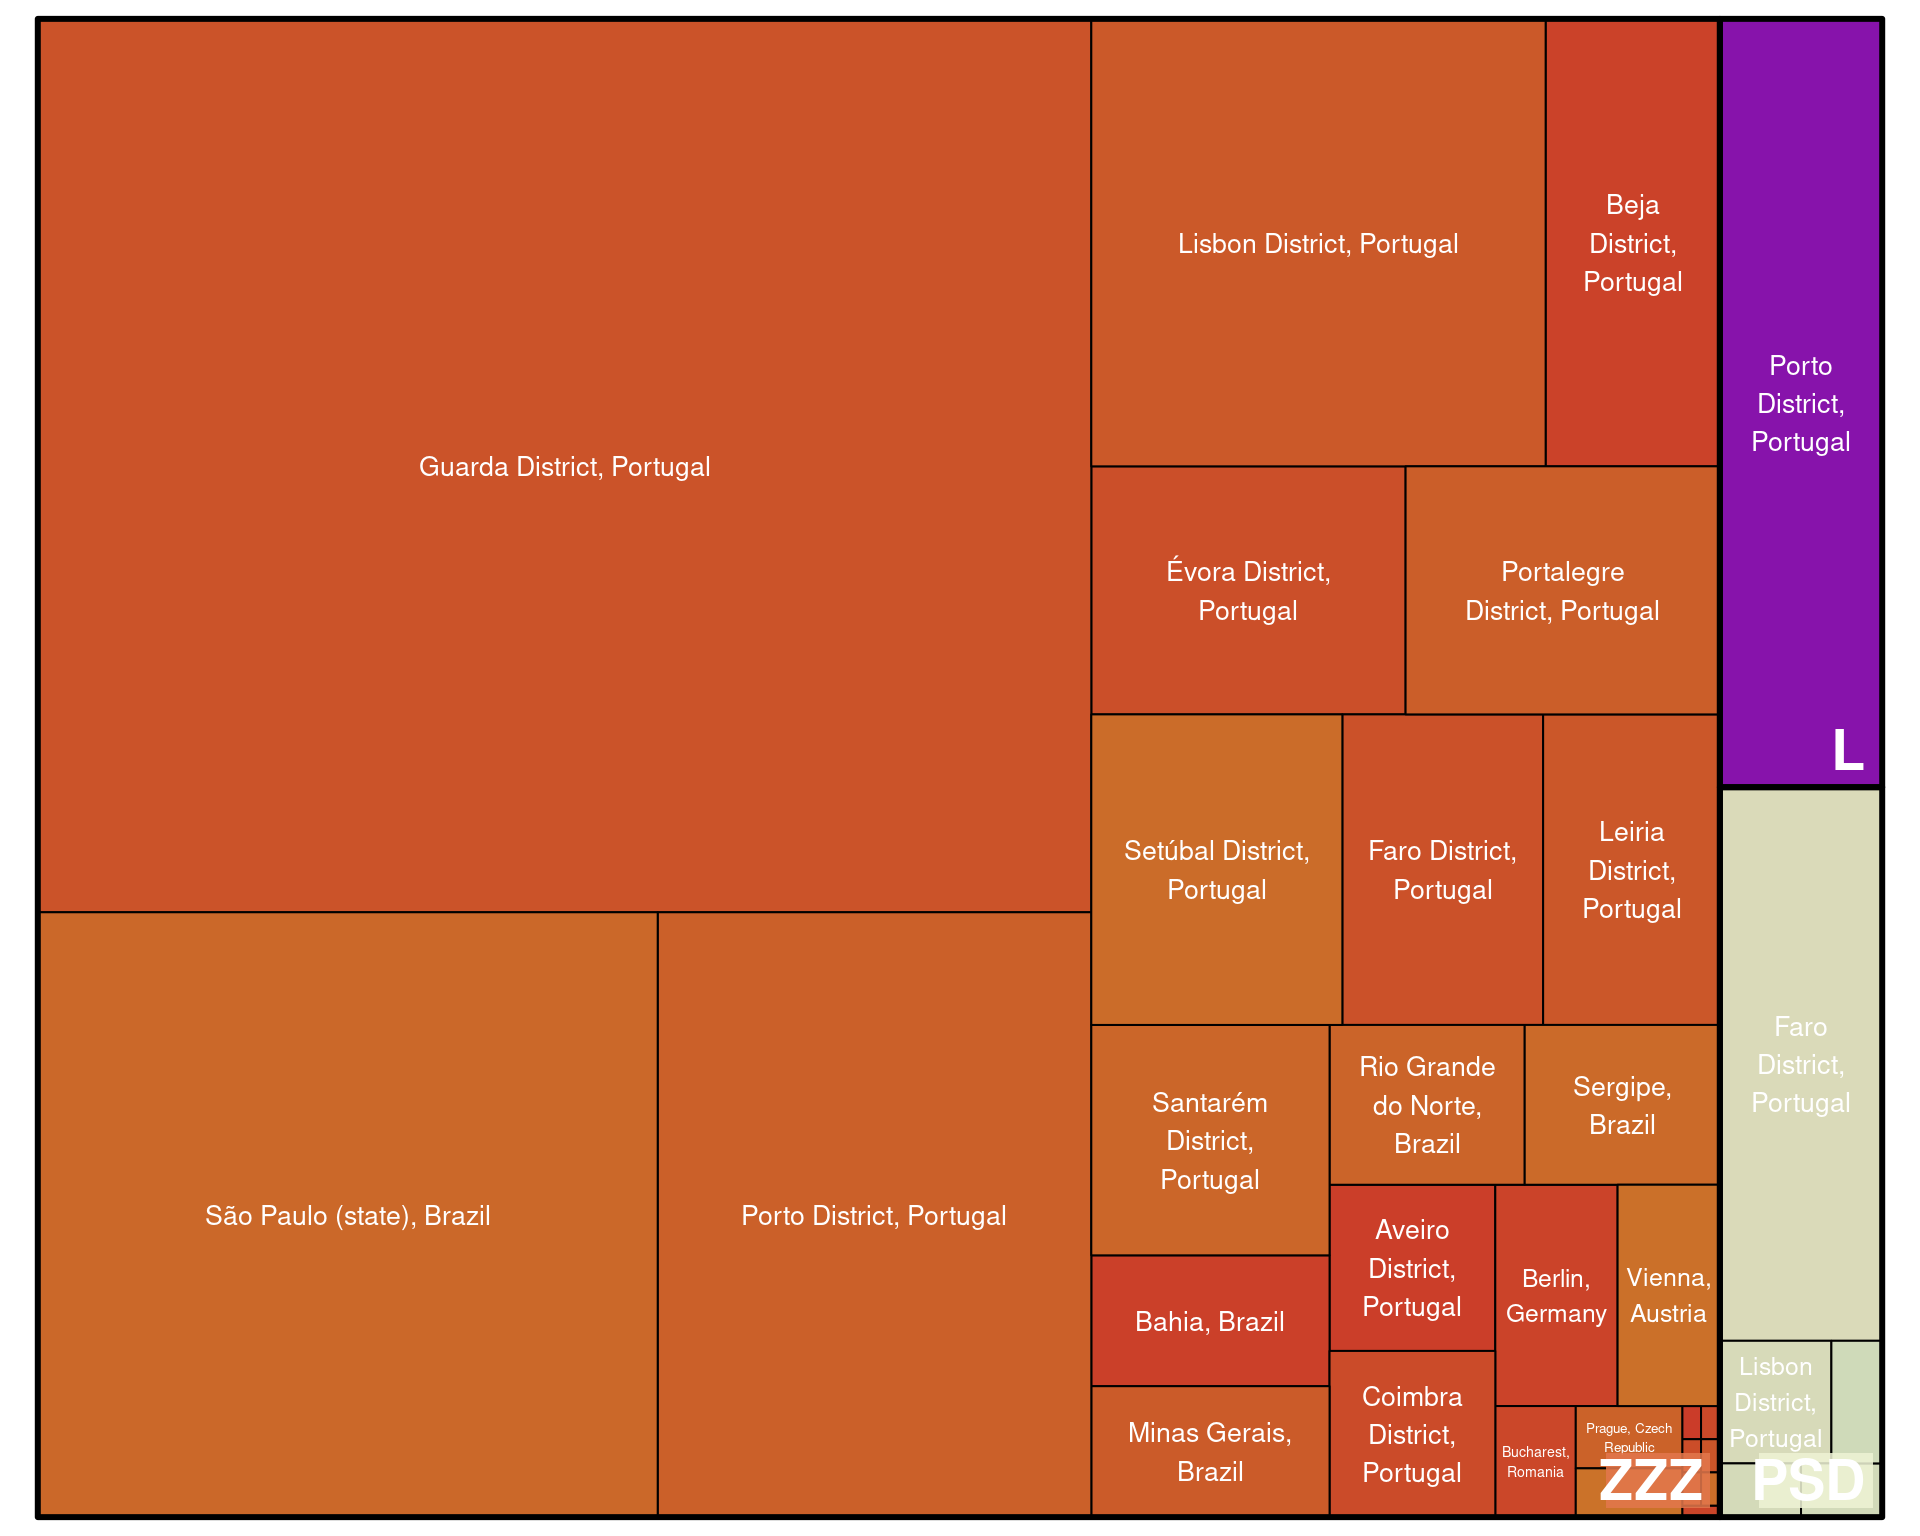 Guarda District, Portugal
Lisbon District, Portugal
Beja
District,
Portugal
Porto
District,
Portugal
L
Évora District,
Portugal
Portalegre
District, Portugal
Setúbal District,
Portugal
Faro District,
Portugal
Leiria
District,
Portugal
Faro
District,
Portugal
São Paulo (state), Brazil
Porto District, Portugal
Santarém
District,
Portugal
Rio Grande
do Norte,
Brazil
Sergipe,
Brazil
Aveiro
District,
Portugal
Berlin,
Germany
Vienna,
Austria
Bahia, Brazil
Minas Gerais,
Brazil
Coimbra
District,
Portugal
Bucharest,
Romania
Prague, Czech
Republic
ZZZ
Lisbon
District,
Portugal
PSD